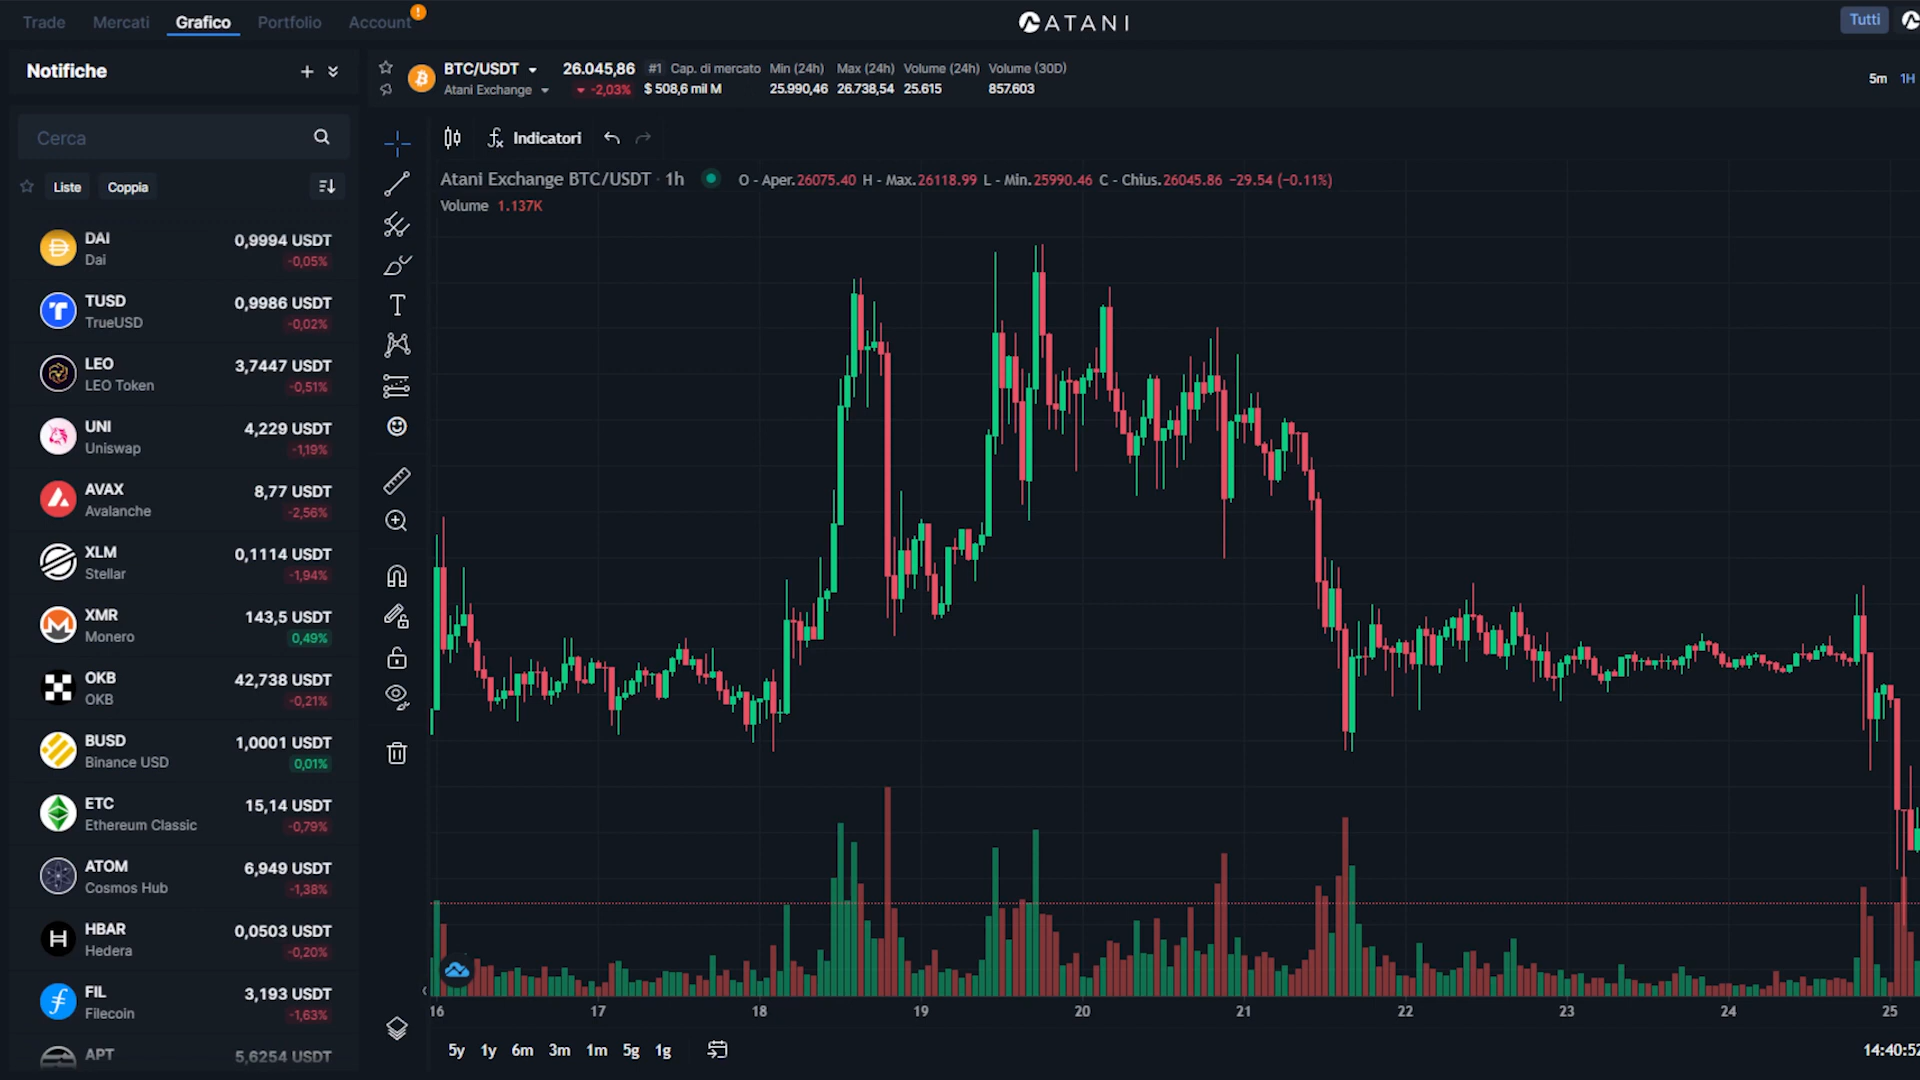 Trade Mercati Grafico Portfolio Account !
ATANI
Tutti
Notifiche
BTC/USDT 26.045,86 #1 Cap. di mercato Min (24h) Max (24h) Volume (24h) Volume (30D)
Atani Exchange -2,03% $ 508,6 mil M 25.990,46 26.738,54 25.615 857.603
5m 1H
Cerca
Indicatori
Liste Coppia
Atani Exchange BTC/USDT · 1h O - Aper.26075.40 H - Max.26118.99 L - Min.25990.46 C - Chius.26045.86 −29.54 (−0.11%)
Volume 1.137K
DAI 0,9994 USDT
Dai -0,05%
TUSD 0,9986 USDT
TrueUSD -0,02%
LEO 3,7447 USDT
LEO Token -0,51%
UNI 4,229 USDT
Uniswap -1,19%
AVAX 8,77 USDT
Avalanche -2,56%
XLM 0,1114 USDT
Stellar -1,94%
XMR 143,5 USDT
Monero 0,49%
OKB 42,738 USDT
OKB -0,21%
BUSD 1,0001 USDT
Binance USD 0,01%
ETC 15,14 USDT
Ethereum Classic -0,79%
ATOM 6,949 USDT
Cosmos Hub -1,38%
HBAR 0,0503 USDT
Hedera -0,20%
FIL 3,193 USDT
Filecoin -1,63%
APT 5,6254 USDT
16 17 18 19 20 21 22 23 24 25
5y 1y 6m 3m 1m 5g 1g
14:40:52